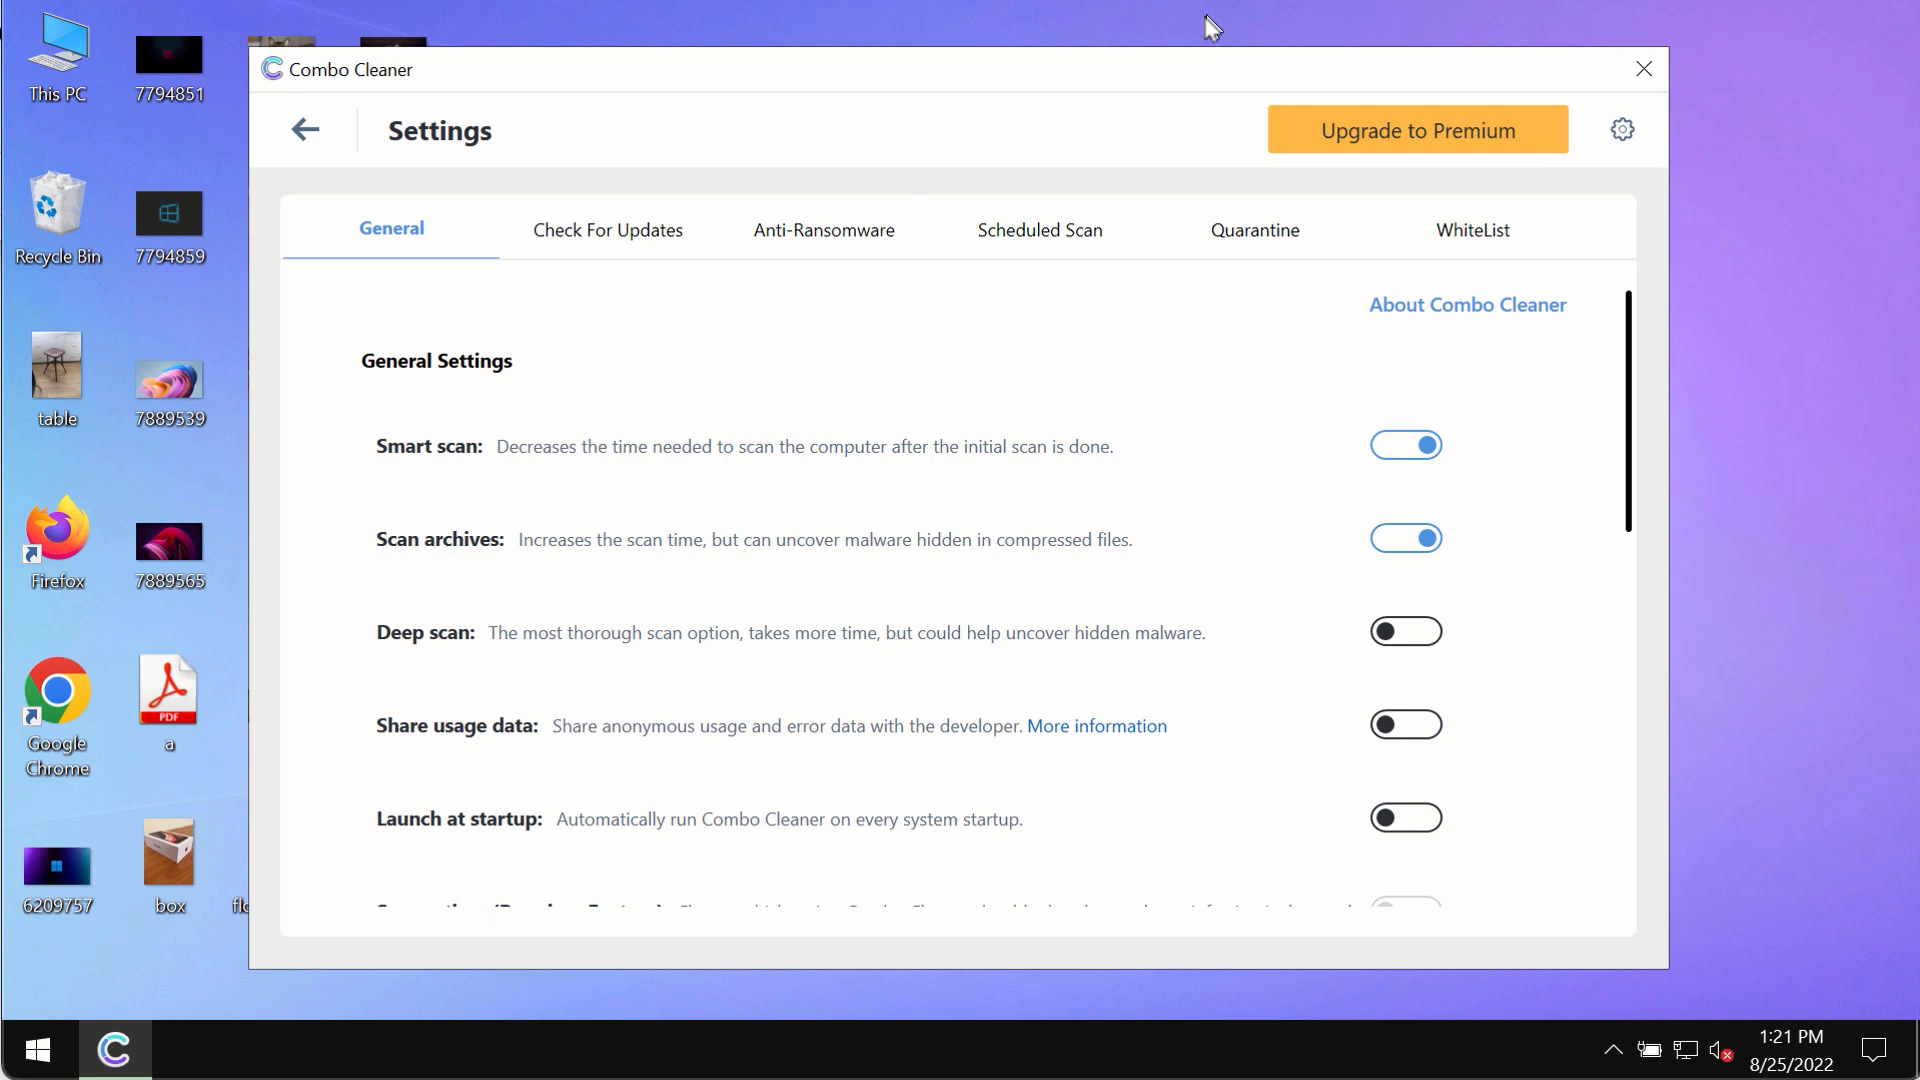 This PC
7794851
Recycle Bin
7794859
table
7889539
Firefox
7889565
Google
Chrome
PDF
a
6209757
box
Combo Cleaner
Settings
Upgrade to Premium
General
Check For Updates
Anti-Ransomware
Scheduled Scan
Quarantine
WhiteList
About Combo Cleaner
General Settings
Smart scan: Decreases the time needed to scan the computer after the initial scan is done.
Scan archives: Increases the scan time, but can uncover malware hidden in compressed files.
Deep scan: The most thorough scan option, takes more time, but could help uncover hidden malware.
Share usage data: Share anonymous usage and error data with the developer. More information
Launch at startup: Automatically run Combo Cleaner on every system startup.
1:21 PM
8/25/2022